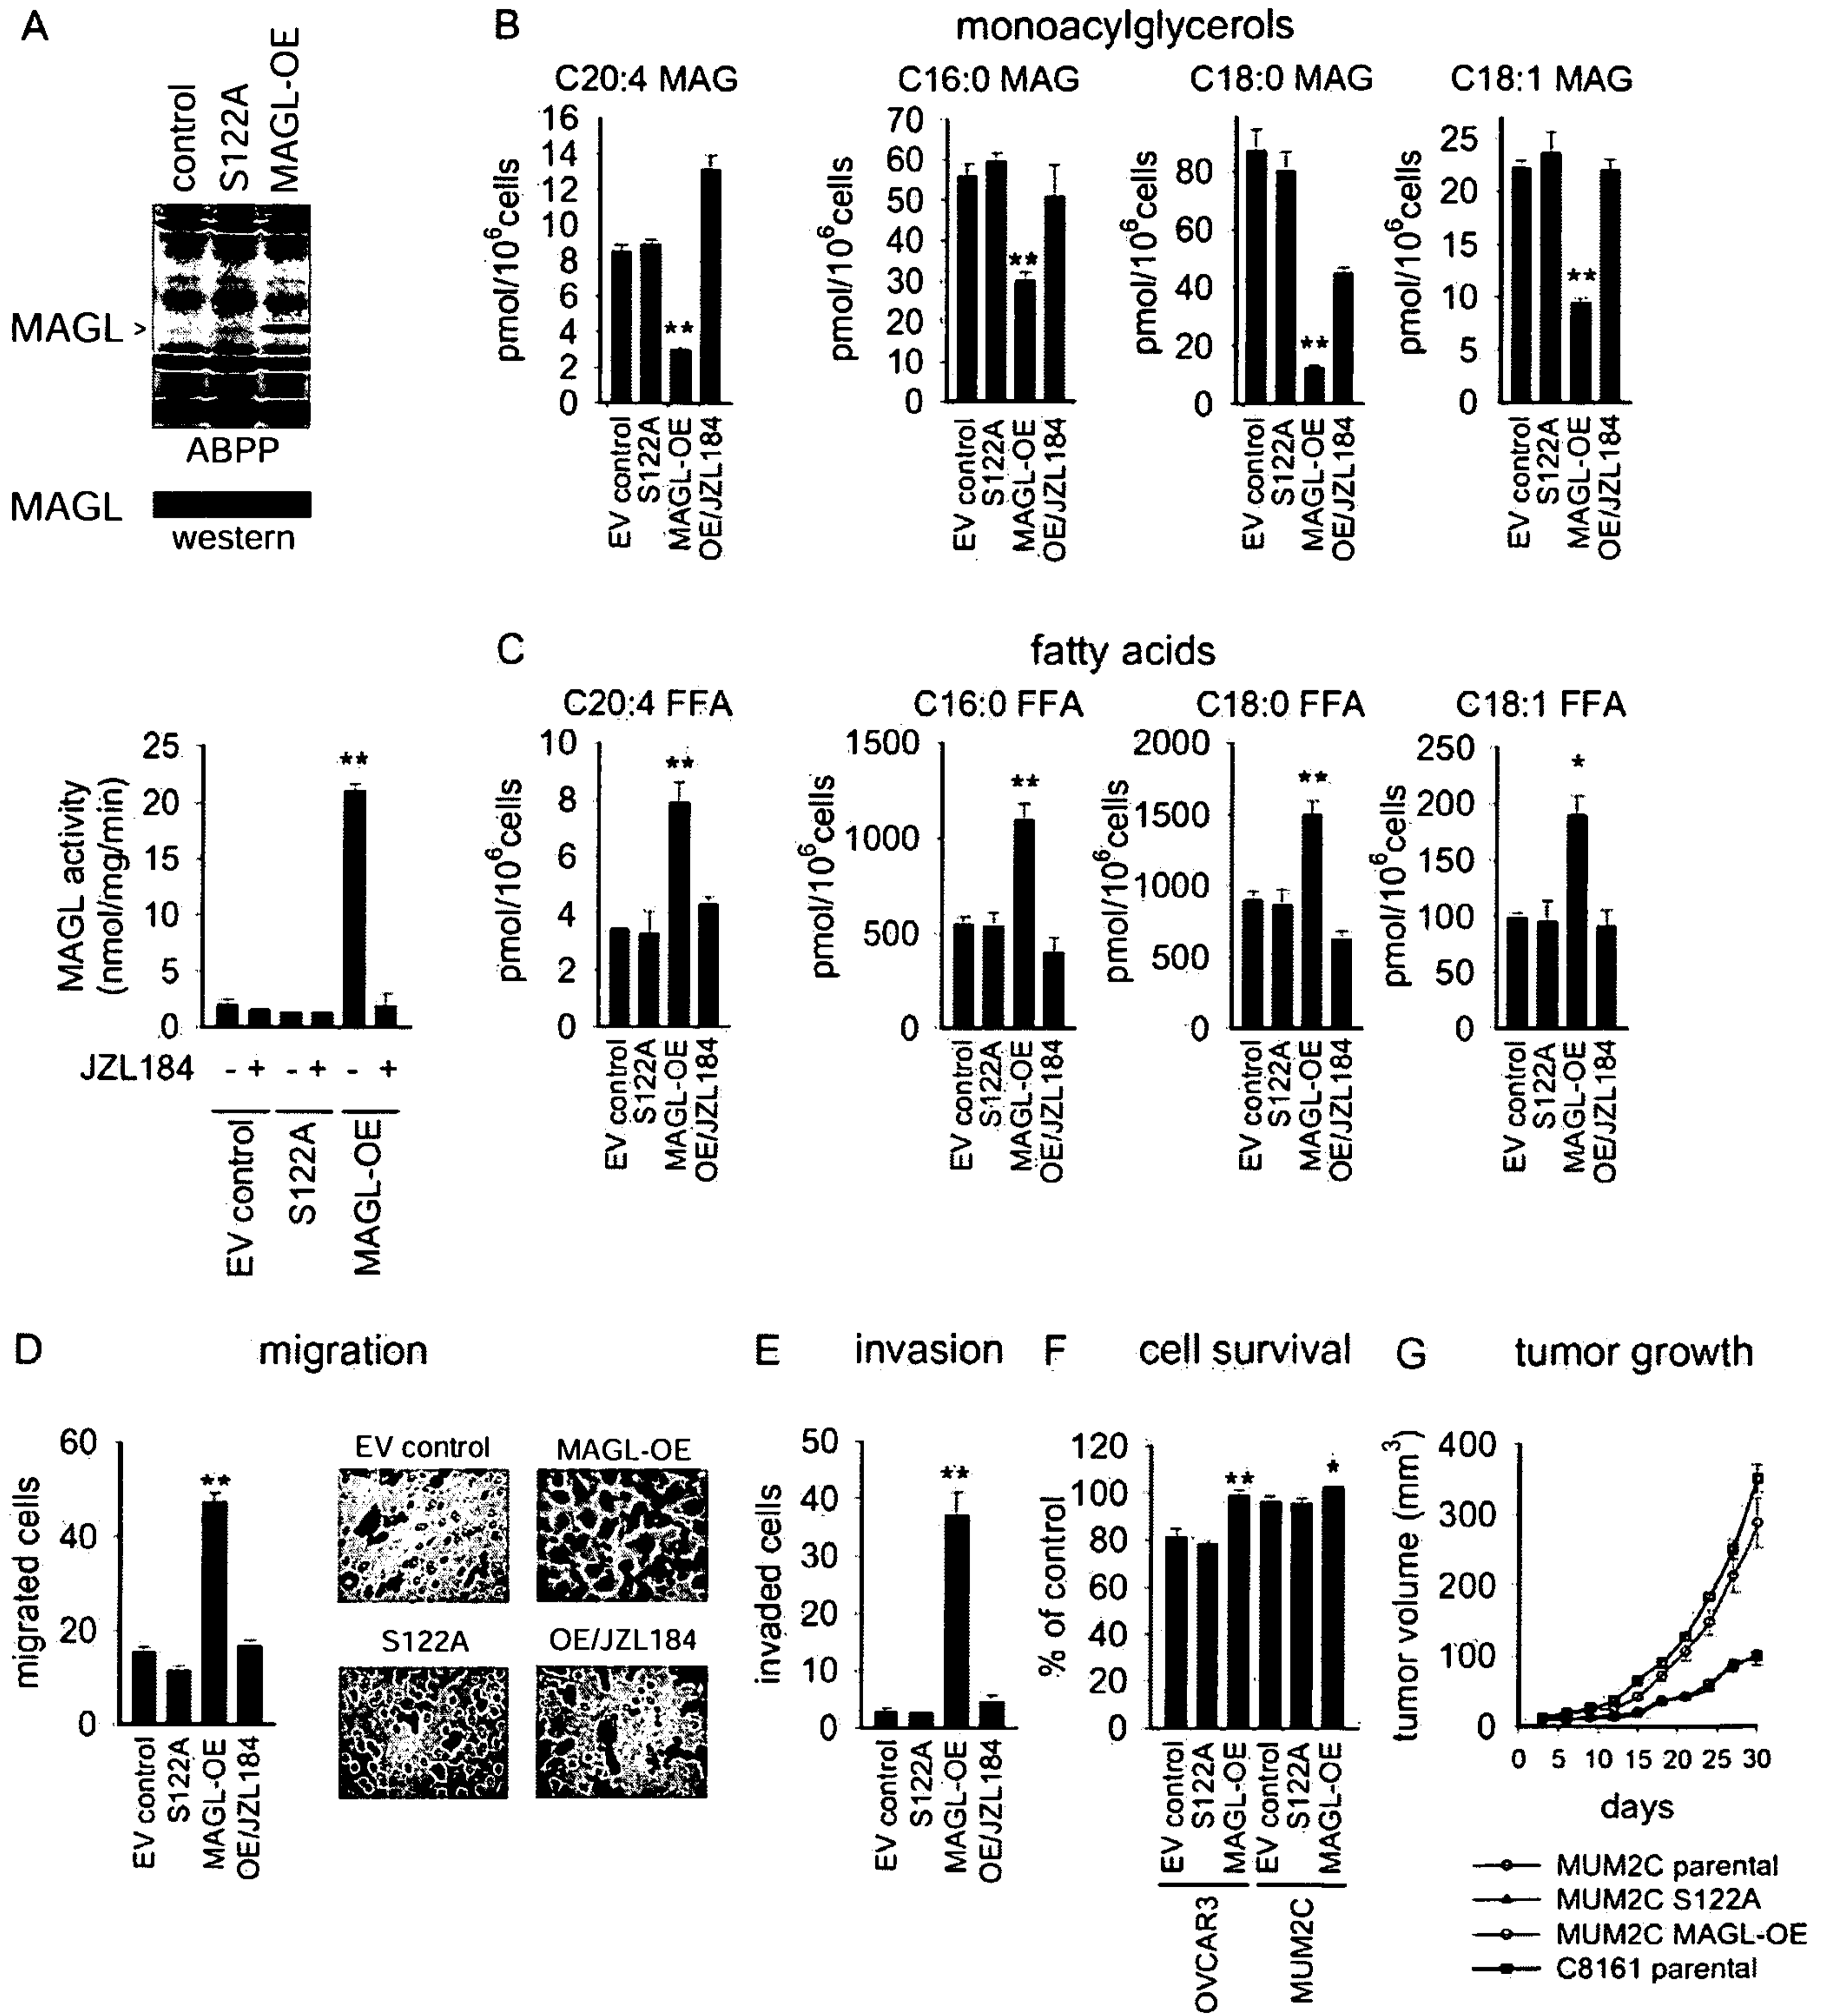 A
control
S122A
MAGL-OE
MAGL >
ABPP
MAGL
western
25
20
15
10
5
0
MAGL activity
(nmol/mg/min)
**
JZL184 - + - + - +
EV control
S122A
MAGL-OE
B monoacylglycerols
C20:4 MAG
16
14
12
10
8
6
4
2
0
pmol/10⁶cells
**
EV control
S122A
MAGL-OE
OE/JZL184
C16:0 MAG
70
60
50
40
30
20
10
0
pmol/10⁶cells
**
EV control
S122A
MAGL-OE
OE/JZL184
C18:0 MAG
80
60
40
20
0
pmol/10⁶cells
**
EV control
S122A
MAGL-OE
OE/JZL184
C18:1 MAG
25
20
15
10
5
0
pmol/10⁶cells
**
EV control
S122A
MAGL-OE
OE/JZL184
C fatty acids
C20:4 FFA
10
8
6
4
2
0
pmol/10⁶cells
**
EV control
S122A
MAGL-OE
OE/JZL184
C16:0 FFA
1500
1000
500
0
pmol/10⁶cells
**
EV control
S122A
MAGL-OE
OE/JZL184
C18:0 FFA
2000
1500
1000
500
0
pmol/10⁶cells
**
EV control
S122A
MAGL-OE
OE/JZL184
C18:1 FFA
250
200
150
100
50
0
pmol/10⁶cells
*
EV control
S122A
MAGL-OE
OE/JZL184
D migration
60
40
20
0
migrated cells
**
EV control
S122A
MAGL-OE
OE/JZL184
EV control
MAGL-OE
S122A
OE/JZL184
E invasion
50
40
30
20
10
0
invaded cells
**
EV control
S122A
MAGL-OE
OE/JZL184
F cell survival
120
100
80
60
40
20
0
% of control
**
*
EV control
S122A
MAGL-OE
EV control
S122A
MAGL-OE
OVCAR3
MUM2C
G tumor growth
400
300
200
100
0
tumor volume (mm³)
0 5 10 15 20 25 30
days
MUM2C parental
MUM2C S122A
MUM2C MAGL-OE
C8161 parental